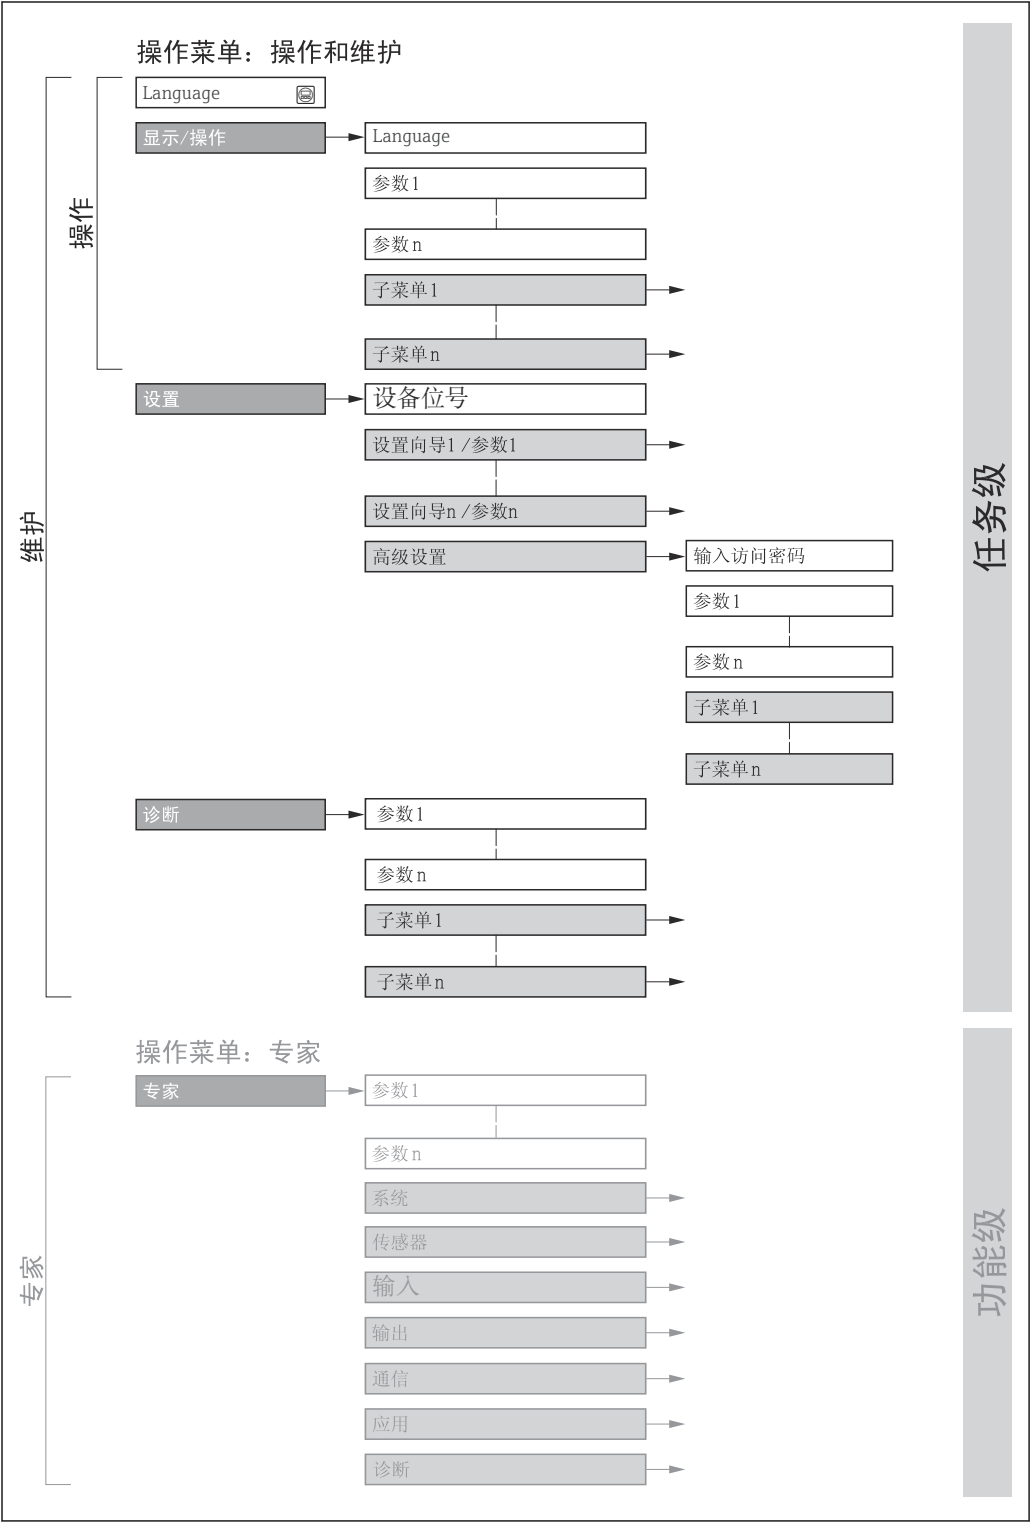 操作菜单：操作和维护
Language
显示/操作
Language
参数1
参数n
子菜单1
子菜单n
操作
设置
设备位号
设置向导1 /参数1
设置向导n /参数n
高级设置
输入访问密码
参数1
参数n
子菜单1
子菜单n
维护
任务级
诊断
参数1
参数n
子菜单1
子菜单n
操作菜单：专家
专家
参数1
参数n
系统
传感器
输入
输出
通信
应用
诊断
专家
功能级